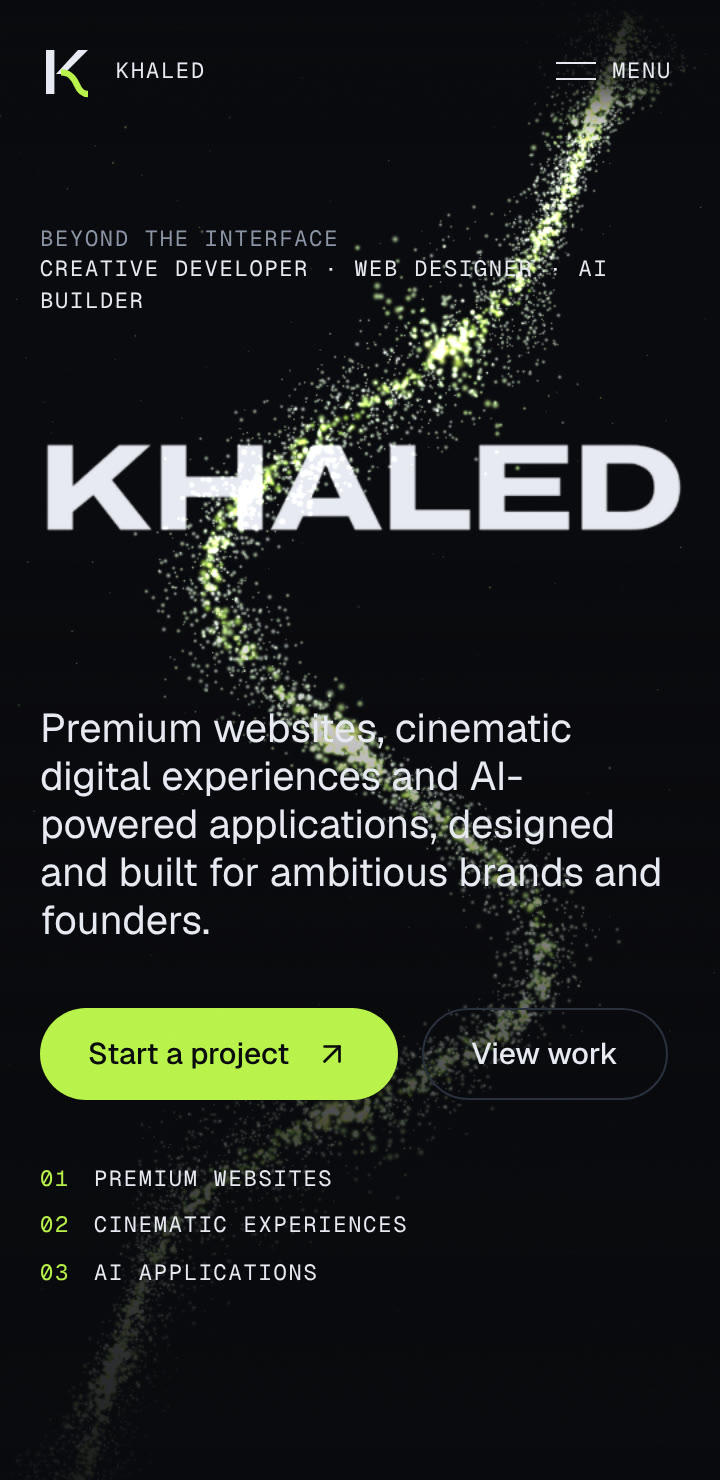 KHALED
MENU
BEYOND THE INTERFACE
CREATIVE DEVELOPER · WEB DESIGNER · AI
BUILDER
KHALED
Premium websites, cinematic
digital experiences and AI-
powered applications, designed
and built for ambitious brands and
founders.
Start a project
View work
01 PREMIUM WEBSITES
02 CINEMATIC EXPERIENCES
03 AI APPLICATIONS